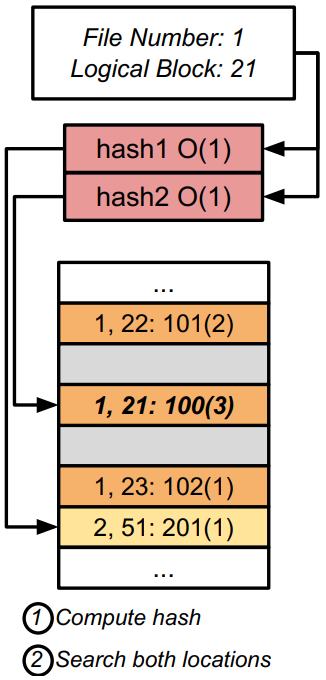 File Number: 1
Logical Block: 21
hash1 O(1)
hash2 O(1)
...
1, 22: 101(2)
1, 21: 100(3)
1, 23: 102(1)
2, 51: 201(1)
...
1 Compute hash
2 Search both locations